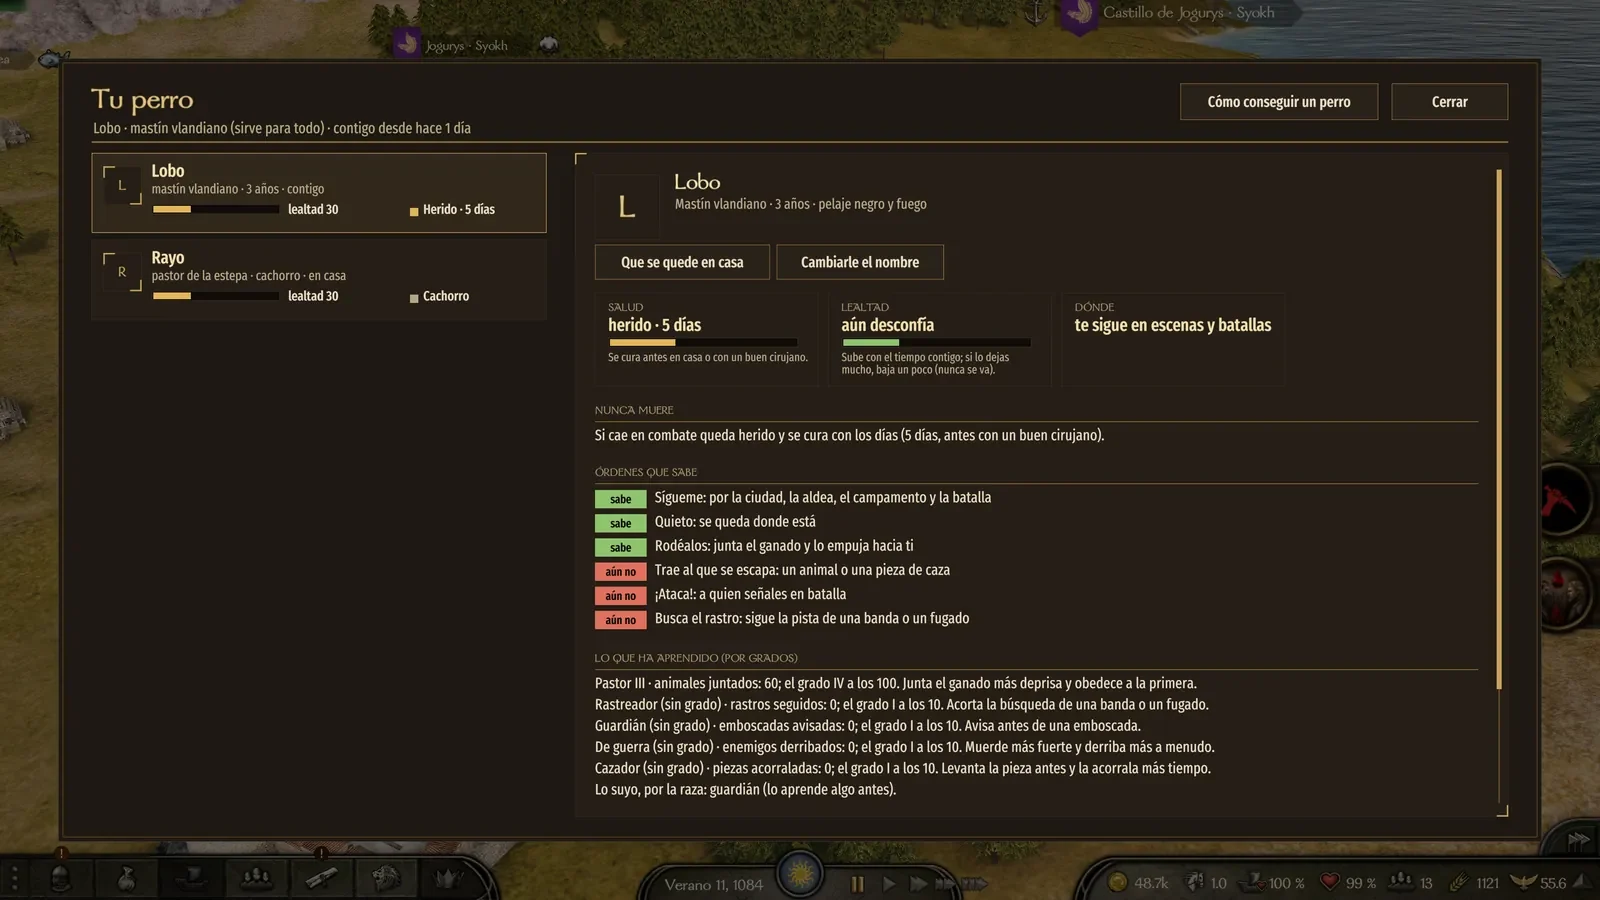 Castillo de Jogurys · Syokh
Jogurys · Syokh
ea
Tu perro
Lobo · mastín vlandiano (sirve para todo) · contigo desde hace 1 día
Cómo conseguir un perro
Cerrar
L
Lobo
mastín vlandiano · 3 años · contigo
lealtad 30
Herido · 5 días
R
Rayo
pastor de la estepa · cachorro · en casa
lealtad 30
Cachorro
L
Lobo
Mastín vlandiano · 3 años · pelaje negro y fuego
Que se quede en casa
Cambiarle el nombre
SALUD
herido · 5 días
Se cura antes en casa o con un buen cirujano.
LEALTAD
aún desconfía
Sube con el tiempo contigo; si lo dejas
mucho, baja un poco (nunca se va).
DÓNDE
te sigue en escenas y batallas
NUNCA MUERE
Si cae en combate queda herido y se cura con los días (5 días, antes con un buen cirujano).
ÓRDENES QUE SABE
sabe Sígueme: por la ciudad, la aldea, el campamento y la batalla
sabe Quieto: se queda donde está
sabe Rodéalos: junta el ganado y lo empuja hacia ti
aún no Trae al que se escapa: un animal o una pieza de caza
aún no ¡Ataca!: a quien señales en batalla
aún no Busca el rastro: sigue la pista de una banda o un fugado
LO QUE HA APRENDIDO (POR GRADOS)
Pastor III · animales juntados: 60; el grado IV a los 100. Junta el ganado más deprisa y obedece a la primera.
Rastreador (sin grado) · rastros seguidos: 0; el grado I a los 10. Acorta la búsqueda de una banda o un fugado.
Guardián (sin grado) · emboscadas avisadas: 0; el grado I a los 10. Avisa antes de una emboscada.
De guerra (sin grado) · enemigos derribados: 0; el grado I a los 10. Muerde más fuerte y derriba más a menudo.
Cazador (sin grado) · piezas acorraladas: 0; el grado I a los 10. Levanta la pieza antes y la acorrala más tiempo.
Lo suyo, por la raza: guardián (lo aprende algo antes).
! !
Verano 11, 1084
48.7k 1.0 100 % 99 % 13 1121 55.6